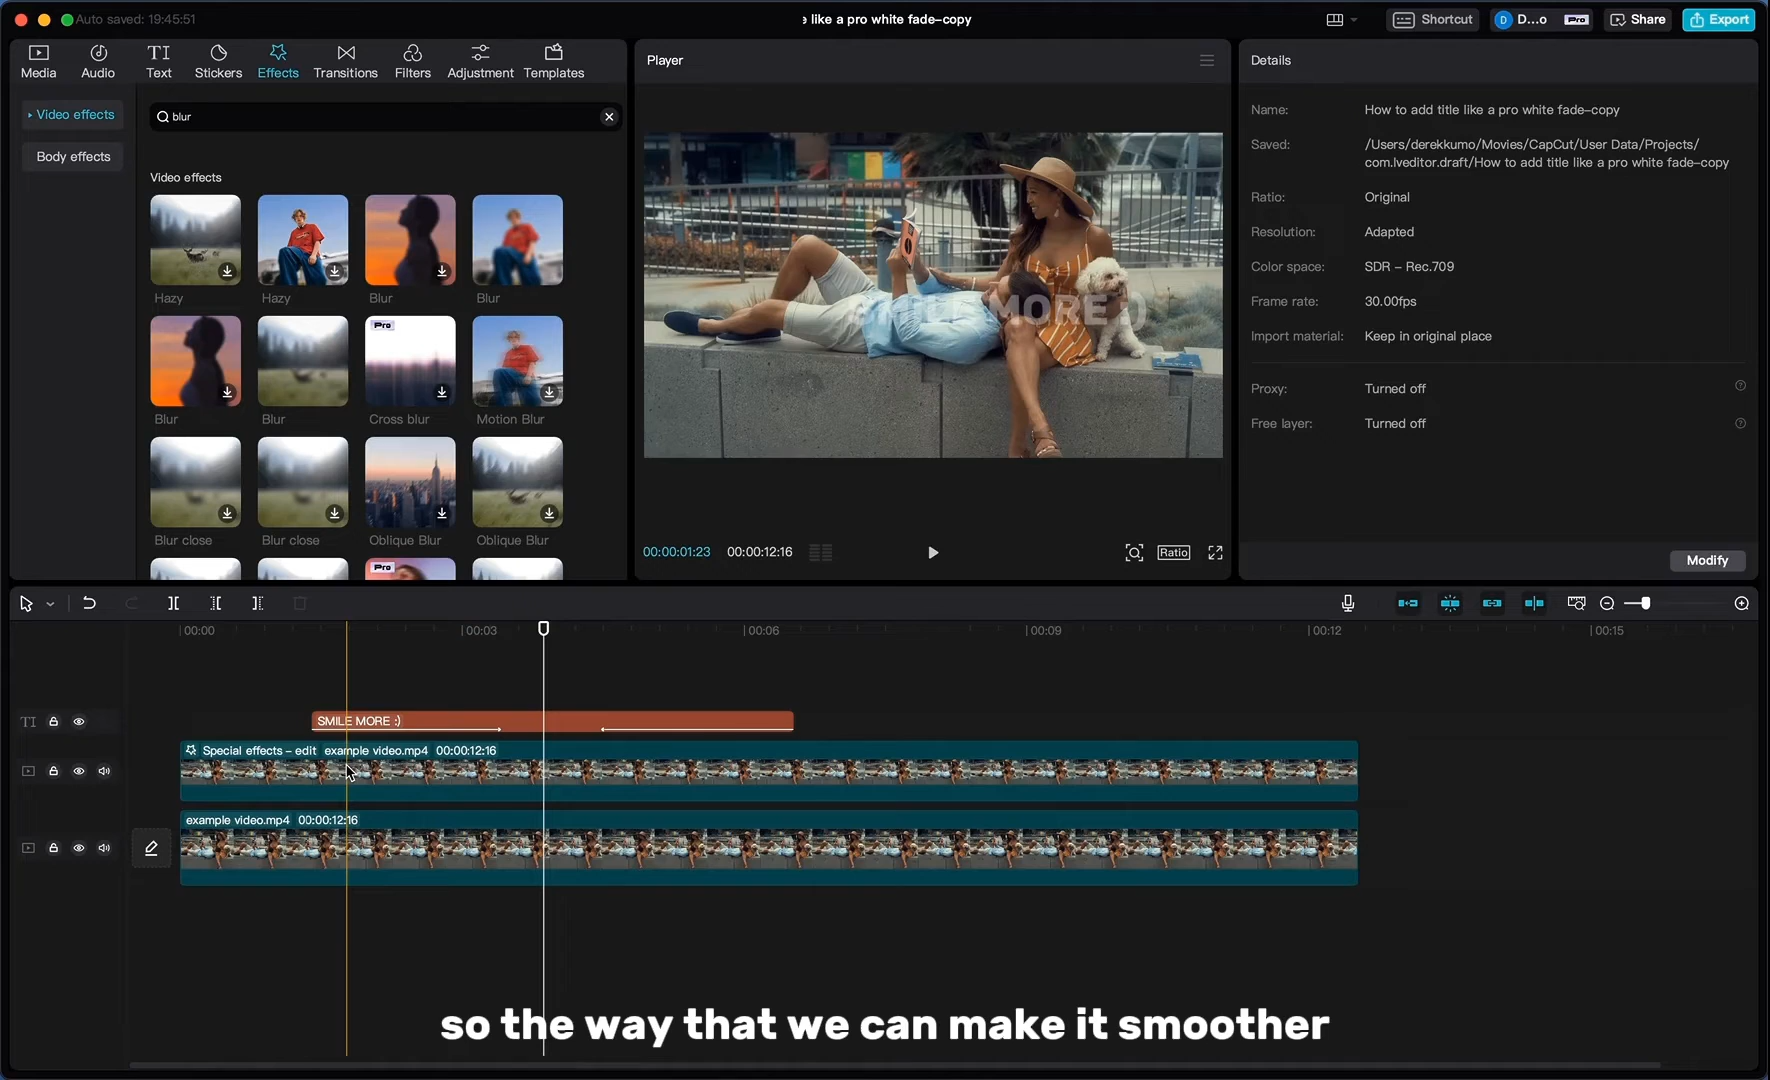 Auto saved: 19:45:51
like a pro white fade-copy
Shortcut
D
D...o
Pro
Share
Export
Media
Audio
TI
Text
Stickers
Effects
Transitions
Filters
Adjustment
Templates
Video effects
Body effects
blur
Video effects
Hazy
Hazy
Blur
Blur
Pro
Blur
Blur
Cross blur
Motion Blur
Blur close
Blur close
Oblique Blur
Oblique Blur
Pro
Player
SMILE MORE :)
00:00:01:23
00:00:12:16
Ratio
Details
Name:
How to add title like a pro white fade-copy
Saved:
/Users/derekkumo/Movies/CapCut/User Data/Projects/
com.lveditor.draft/How to add title like a pro white fade-copy
Ratio:
Original
Resolution:
Adapted
Color space:
SDR - Rec.709
Frame rate:
30.00fps
Import material:
Keep in original place
Proxy:
Turned off
Free layer:
Turned off
Modify
00:00
00:03
00:06
00:09
00:12
00:15
TI
SMILE MORE :)
Special effects - edit example video.mp4 00:00:12:16
example video.mp4 00:00:12:16
so the way that we can make it smoother